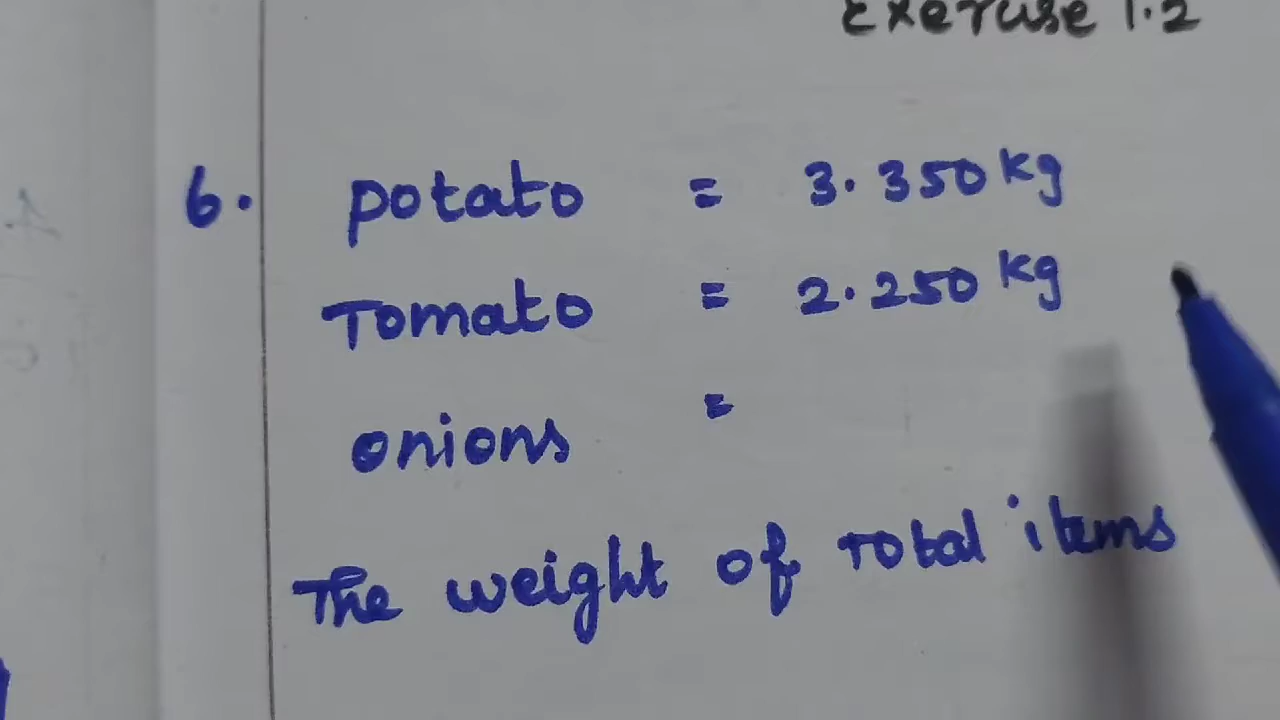 Exercise 1.2
6. potato = 3.350 kg
Tomato = 2.250 kg
onions =
The weight of Total items